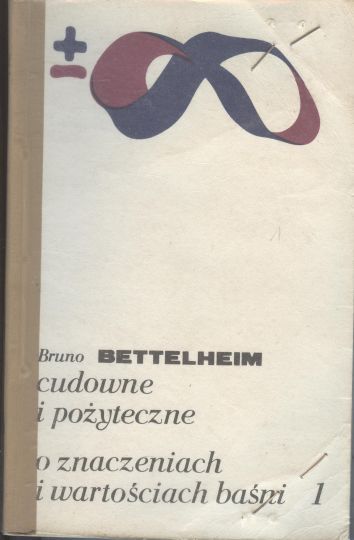 ±
Bruno BETTELHEIM
cudowne
i pożyteczne
o znaczeniach
i wartościach baśni 1